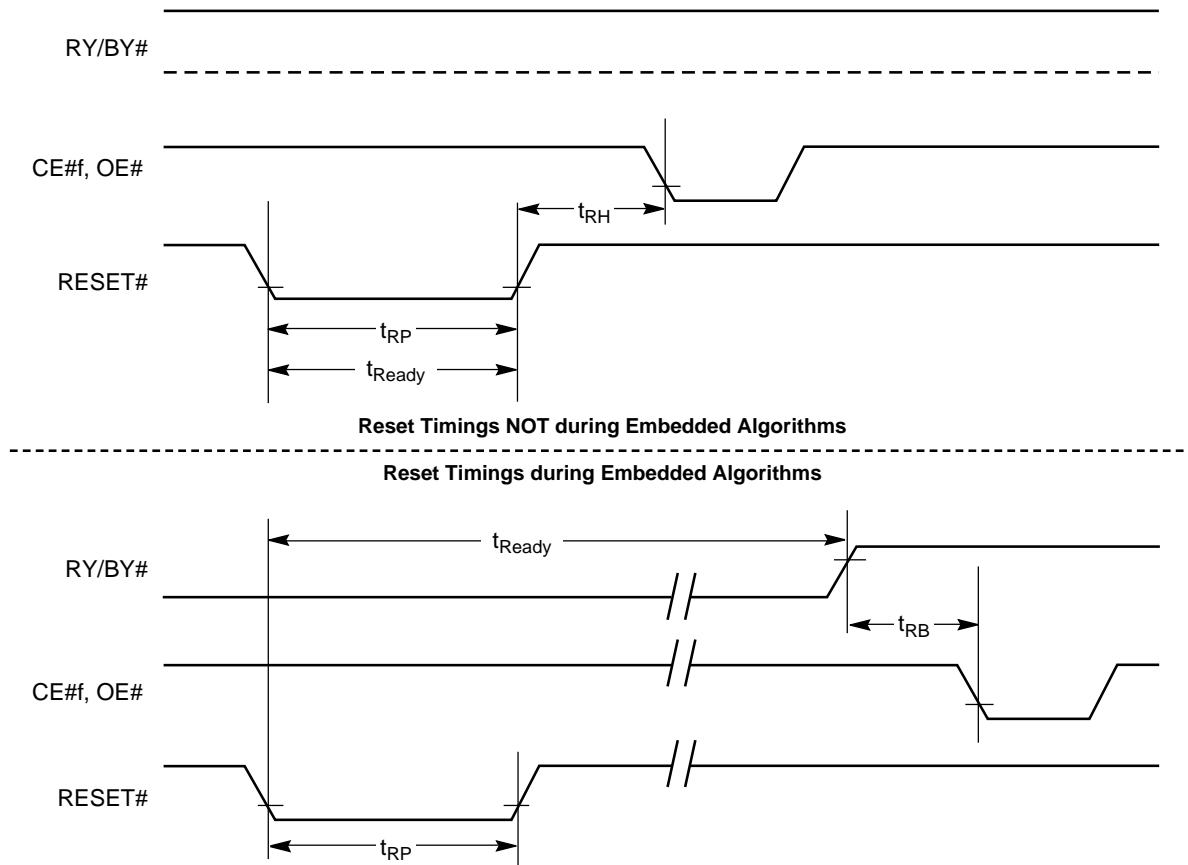 RY/BY#
CE#f, OE#
tRH
RESET#
tRP
tReady
Reset Timings NOT during Embedded Algorithms
Reset Timings during Embedded Algorithms
tReady
RY/BY#
tRB
CE#f, OE#
RESET#
tRP